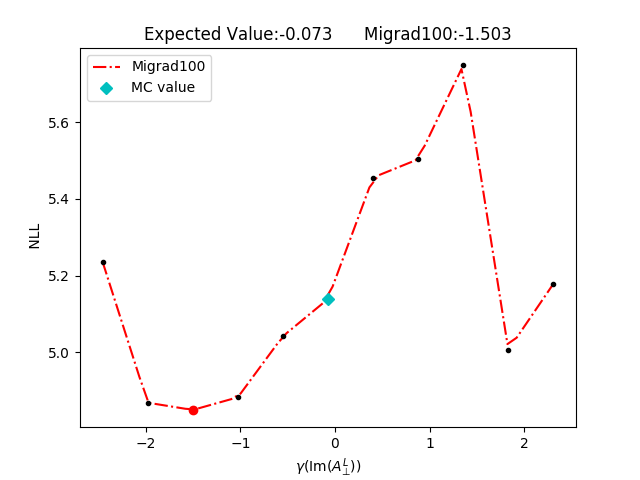 Expected Value:-0.073 Migrad100:-1.503
Migrad100
MC value
NLL
5.6
5.4
5.2
5.0
−2 −1 0 1 2
γ(Im(A⊥ᴸ))